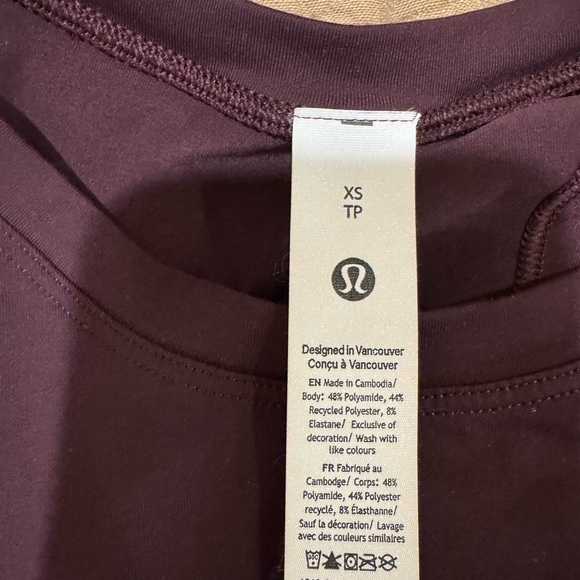 XS
TP
Designed in Vancouver
Conçu à Vancouver
EN Made in Cambodia/
Body: 48% Polyamide, 44%
Recycled Polyester, 8%
Elastane/ Exclusive of
decoration/ Wash with
like colours
FR Fabriqué au
Cambodge/ Corps: 48%
Polyamide, 44% Polyester
recyclé, 8% Élasthanne/
Sauf la décoration/ Lavage
avec des couleurs similaires